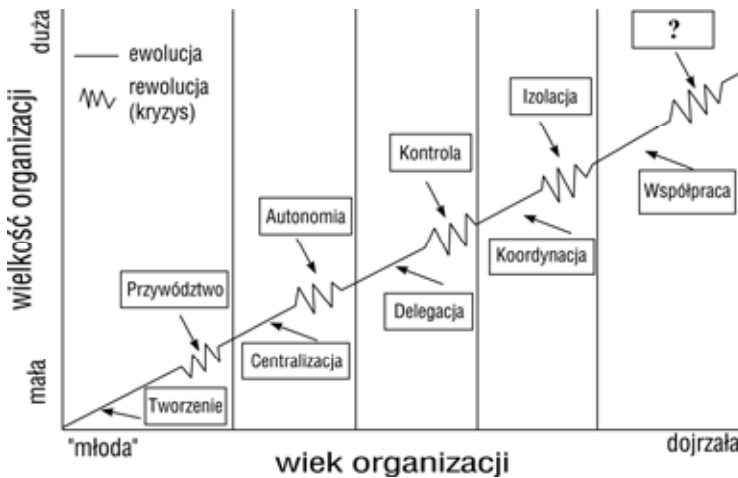 duża
ewolucja
rewolucja
(kryzys)
?
Izolacja
Kontrola
Współpraca
Autonomia
Koordynacja
Przywództwo
Delegacja
Centralizacja
Tworzenie
wielkość organizacji
mała
"młoda"
dojrzała
wiek organizacji